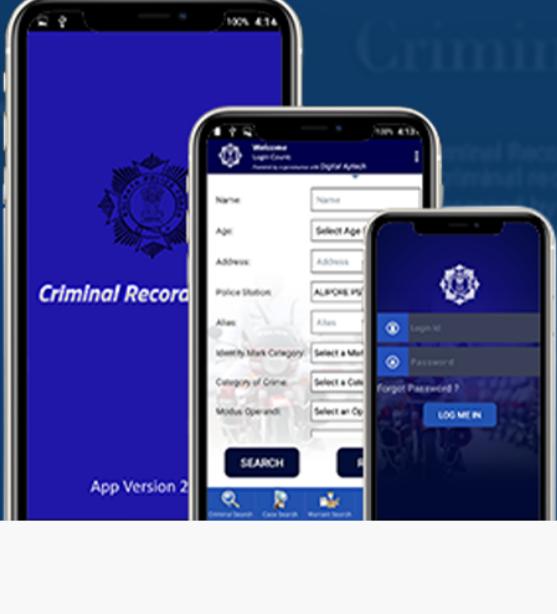 Crimin
100% 4:14
Criminal Record
App Version 2
100% 4:13
Welcome
Login Count:
Digital Aptech
Name:
Name
Age:
Select Age
Address:
Address
Police Station:
ALIPORE PS
Alias:
Alias
Identity Mark Category:
Select a Mar
Category of Crime:
Select a Cate
Modus Operandi:
Select an Op
SEARCH
R
Criminal Search
Case Search
Warrant Search
Login Id
Password
Forgot Password ?
LOG ME IN